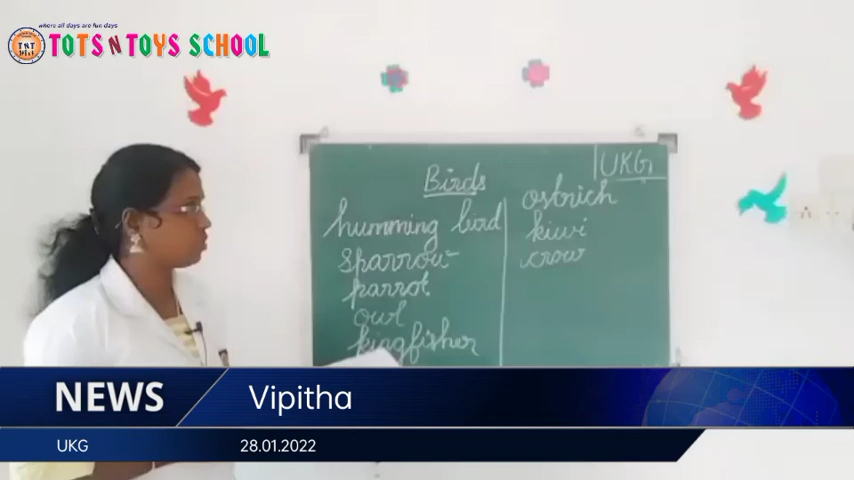 where all days are fun days
TNT
TOTS N TOYS SCHOOL
UKG
Birds
humming bird
sparrow
parrot
owl
kingfisher
ostrich
kiwi
crow
NEWS
Vipitha
UKG
28.01.2022